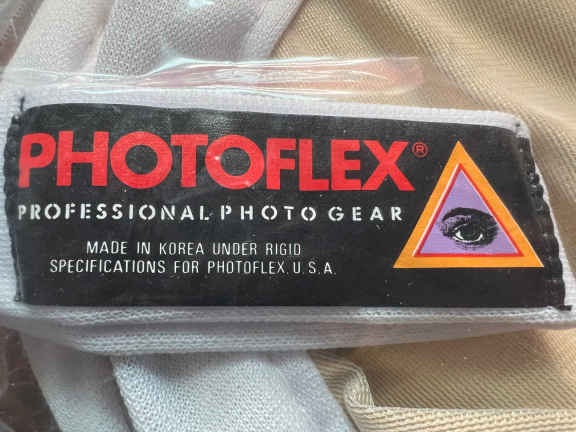 PHOTOFLEX®
PROFESSIONAL PHOTO GEAR
MADE IN KOREA UNDER RIGID
SPECIFICATIONS FOR PHOTOFLEX U.S.A.